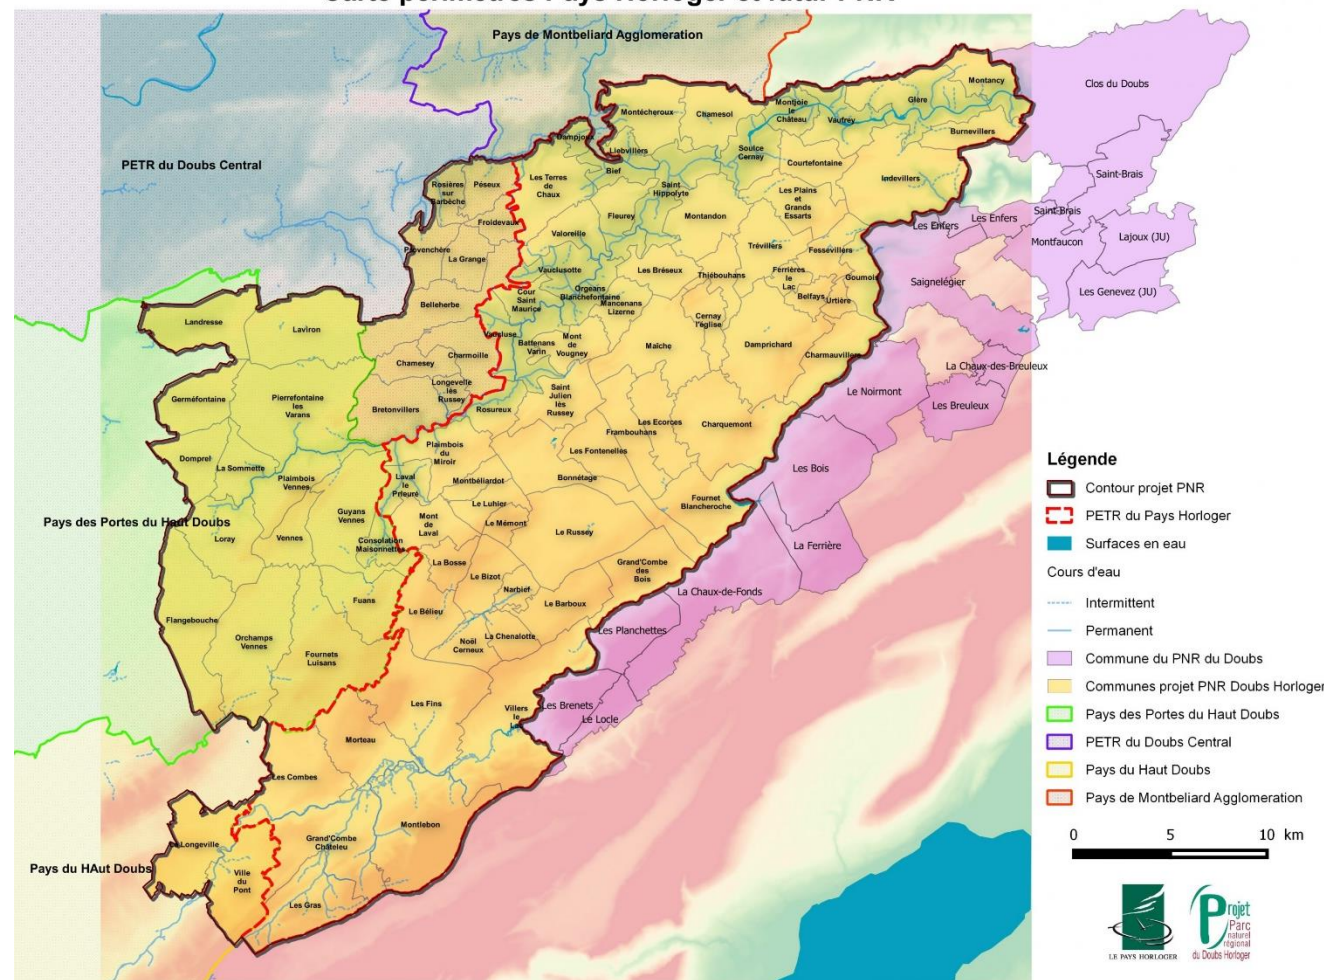 Pays de Montbeliard Agglomeration
PETR du Doubs Central
Montancy
Clos du Doubs
Montécheroux
Chamesol
Montjoie
le
Château
Glère
Vaufrey
Burnevillers
Dampjoux
Liebvillers
Bief
Soulce
Cernay
Courtefontaine
Indevillers
Saint-Brais
Rosières
sur
Barbèche
Péseux
Les Terres
de
Chaux
Saint
Hippolyte
Les Plains
et
Grands
Essarts
Froidevaux
Fleurey
Montandon
Les Enfers
Les Enfers
Saint-Brais
Montfaucon
Lajoux (JU)
Provenchère
La Grange
Valoreille
Trévillers
Fessevillers
Vauclusotte
Les Bréseux
Thiébouhans
Ferrières
le
Lac
Goumois
Saignelégier
Les Genevez (JU)
Belleherbe
Cour
Saint
Maurice
Orgeans
Blanchefontaine
Mancenans
Lizerne
Belfays
Urtière
Landresse
Laviron
Cernay
l'église
Vaucluse
Battenans
Varin
Mont
de
Vougney
Maîche
Damprichard
Charmauvillers
Chamesey
Charmoille
La Chaux-des-Breuleux
Germéfontaine
Pierrefontaine
les
Varans
Longevelle
lès
Russey
Bretonvillers
Rosureux
Saint
Julien
lès
Russey
Le Noirmont
Les Breuleux
Les Ecorces
Frambouhans
Charquemont
Domprel
La Sommette
Plaimbois
Vennes
Plaimbois
du
Miroir
Les Fontenelles
Laval
le
Prieuré
Montbéliardot
Bonnétage
Les Bois
Fournet
Blancheroche
Pays des Portes du Haut Doubs
Guyans
Vennes
Le Luhier
Mont
de
Laval
Le Mémont
Le Russey
Loray
Vennes
Consolation
Maisonnettes
La Ferrière
La Bosse
Le Bizot
Narbief
Grand'Combe
des
Bois
La Chaux-de-Fonds
Fuans
Le Bélieu
Le Barboux
Flangebouche
Orchamps
Vennes
Fournets
Luisans
Noël
Cerneux
La Chenalotte
Les Planchettes
Les Fins
Villers
le
Lac
Les Brenets
Le Locle
Morteau
Les Combes
Montlebon
Grand'Combe
Châteleu
La Longeville
Pays du HAut Doubs
Ville
du
Pont
Les Gras
Légende
Contour projet PNR
PETR du Pays Horloger
Surfaces en eau
Cours d'eau
Intermittent
Permanent
Commune du PNR du Doubs
Communes projet PNR Doubs Horloger
Pays des Portes du Haut Doubs
PETR du Doubs Central
Pays du Haut Doubs
Pays de Montbeliard Agglomeration
0 5 10 km
LE PAYS HORLOGER
Projet
Parc
naturel
régional
du Doubs Horloger